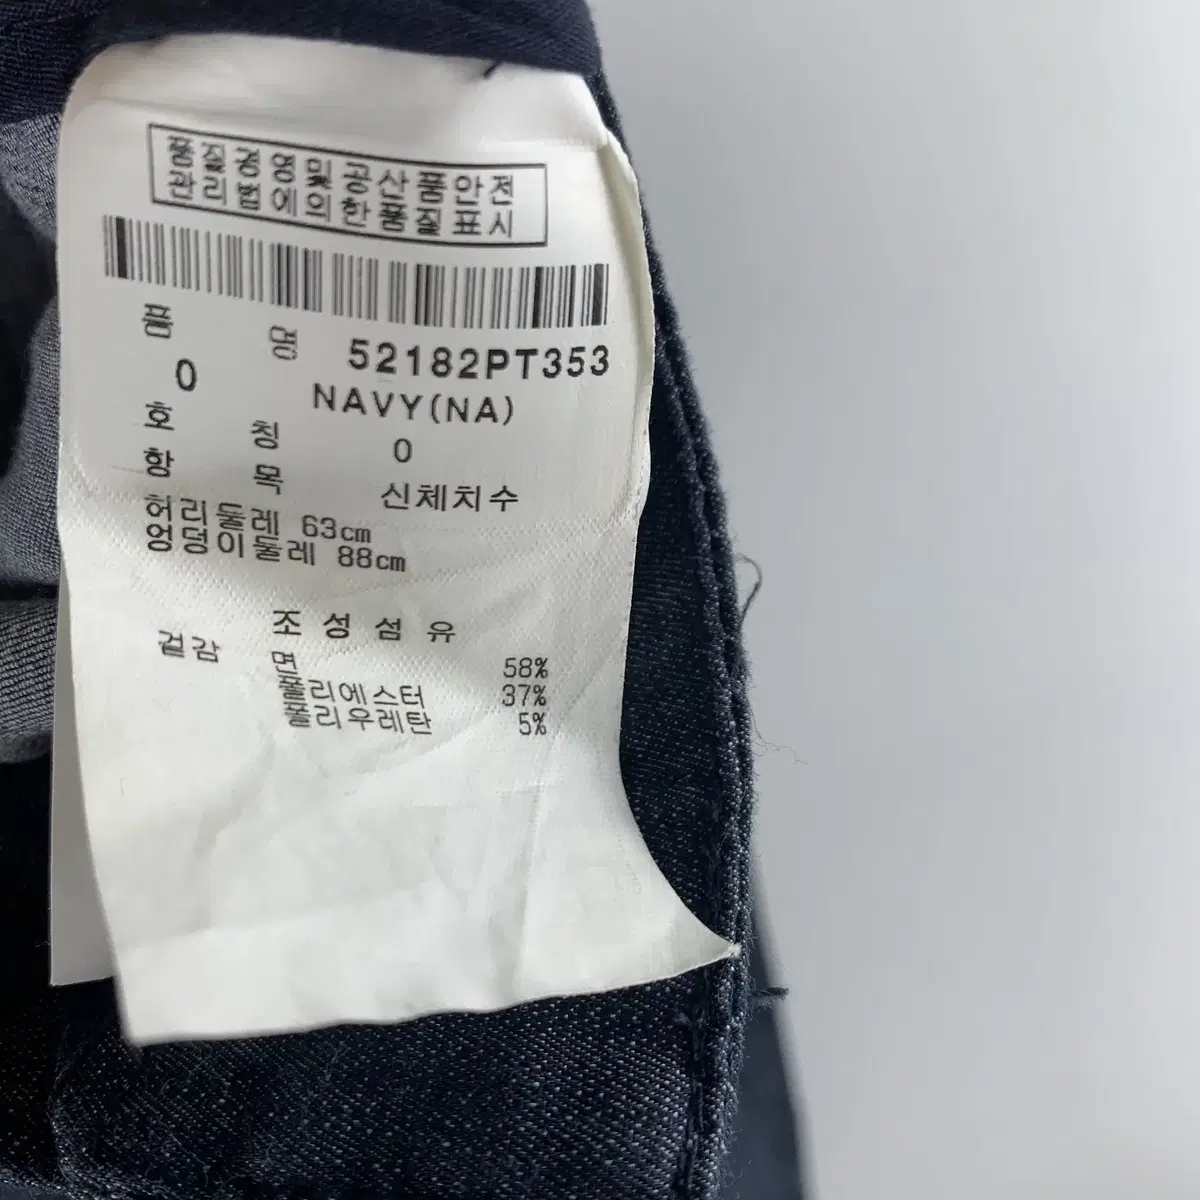 품질경영및공산품안전
관리법에의한품질표시
품 명 52182PT353
0 NAVY(NA)
호 칭 0
항 목 신체치수
허리둘레 63cm
엉덩이둘레 88cm
조성섬유
겉감 면 58%
폴리에스터 37%
폴리우레탄 5%